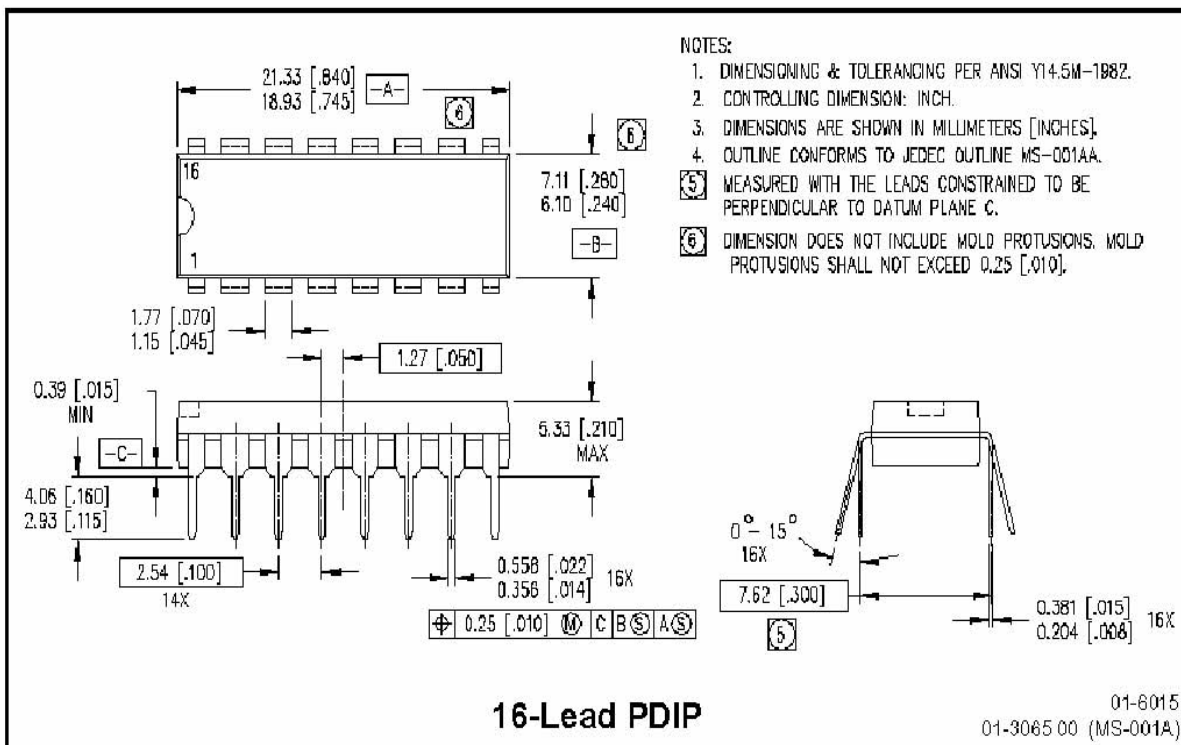 21.33 [.840]
18.93 [.745]
-A-
6
6
16
1
7.11 [.280]
6.10 [.240]
-B-
NOTES:
1. DIMENSIONING & TOLERANCING PER ANSI Y14.5M-1982.
2. CONTROLLING DIMENSION: INCH.
3. DIMENSIONS ARE SHOWN IN MILLIMETERS [INCHES].
4. OUTLINE CONFORMS TO JEDEC OUTLINE MS-001AA.
5 MEASURED WITH THE LEADS CONSTRAINED TO BE
PERPENDICULAR TO DATUM PLANE C.
6 DIMENSION DOES NOT INCLUDE MOLD PROTUSIONS. MOLD
PROTUSIONS SHALL NOT EXCEED 0.25 [.010].
1.77 [.070]
1.15 [.045]
1.27 [.050]
0.39 [.015]
MIN
-C-
5.33 [.210]
MAX
4.06 [.160]
2.93 [.115]
2.54 [.100]
14X
0.558 [.022]
0.356 [.014]
16X
⌖ 0.25 [.010] Ⓜ C B Ⓢ A Ⓢ
0°-15°
16X
7.62 [.300]
5
0.381 [.015]
0.204 [.008]
16X
16-Lead PDIP
01-6015
01-3065 00 (MS-001A)